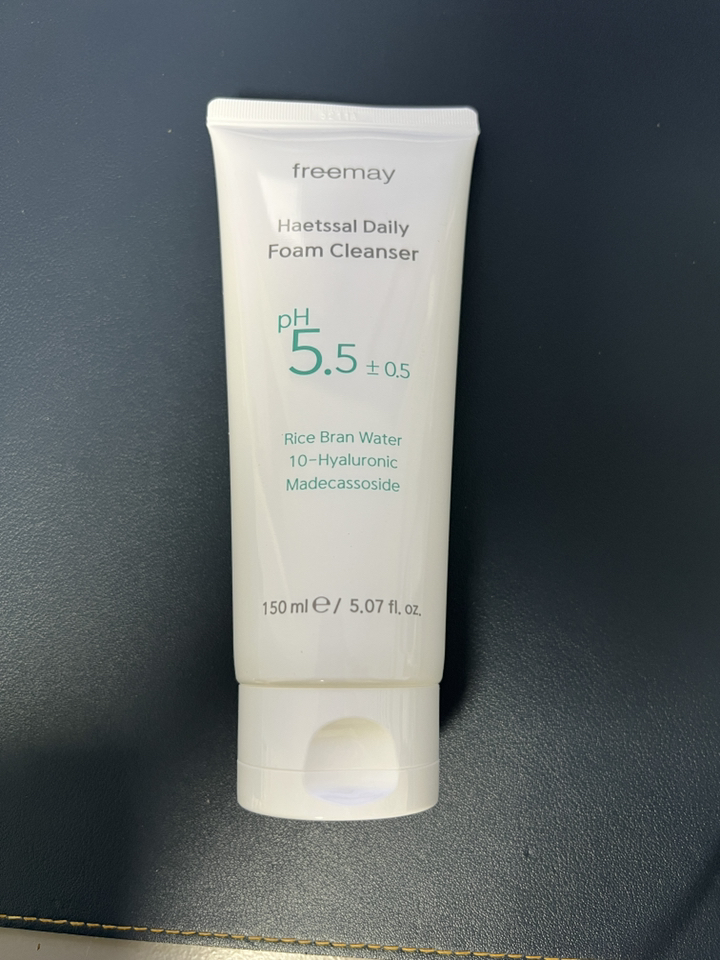 freemay
Haetssal Daily
Foam Cleanser
pH
5.5 ± 0.5
Rice Bran Water
10-Hyaluronic
Madecassoside
150 ml ℮ / 5.07 fl. oz.